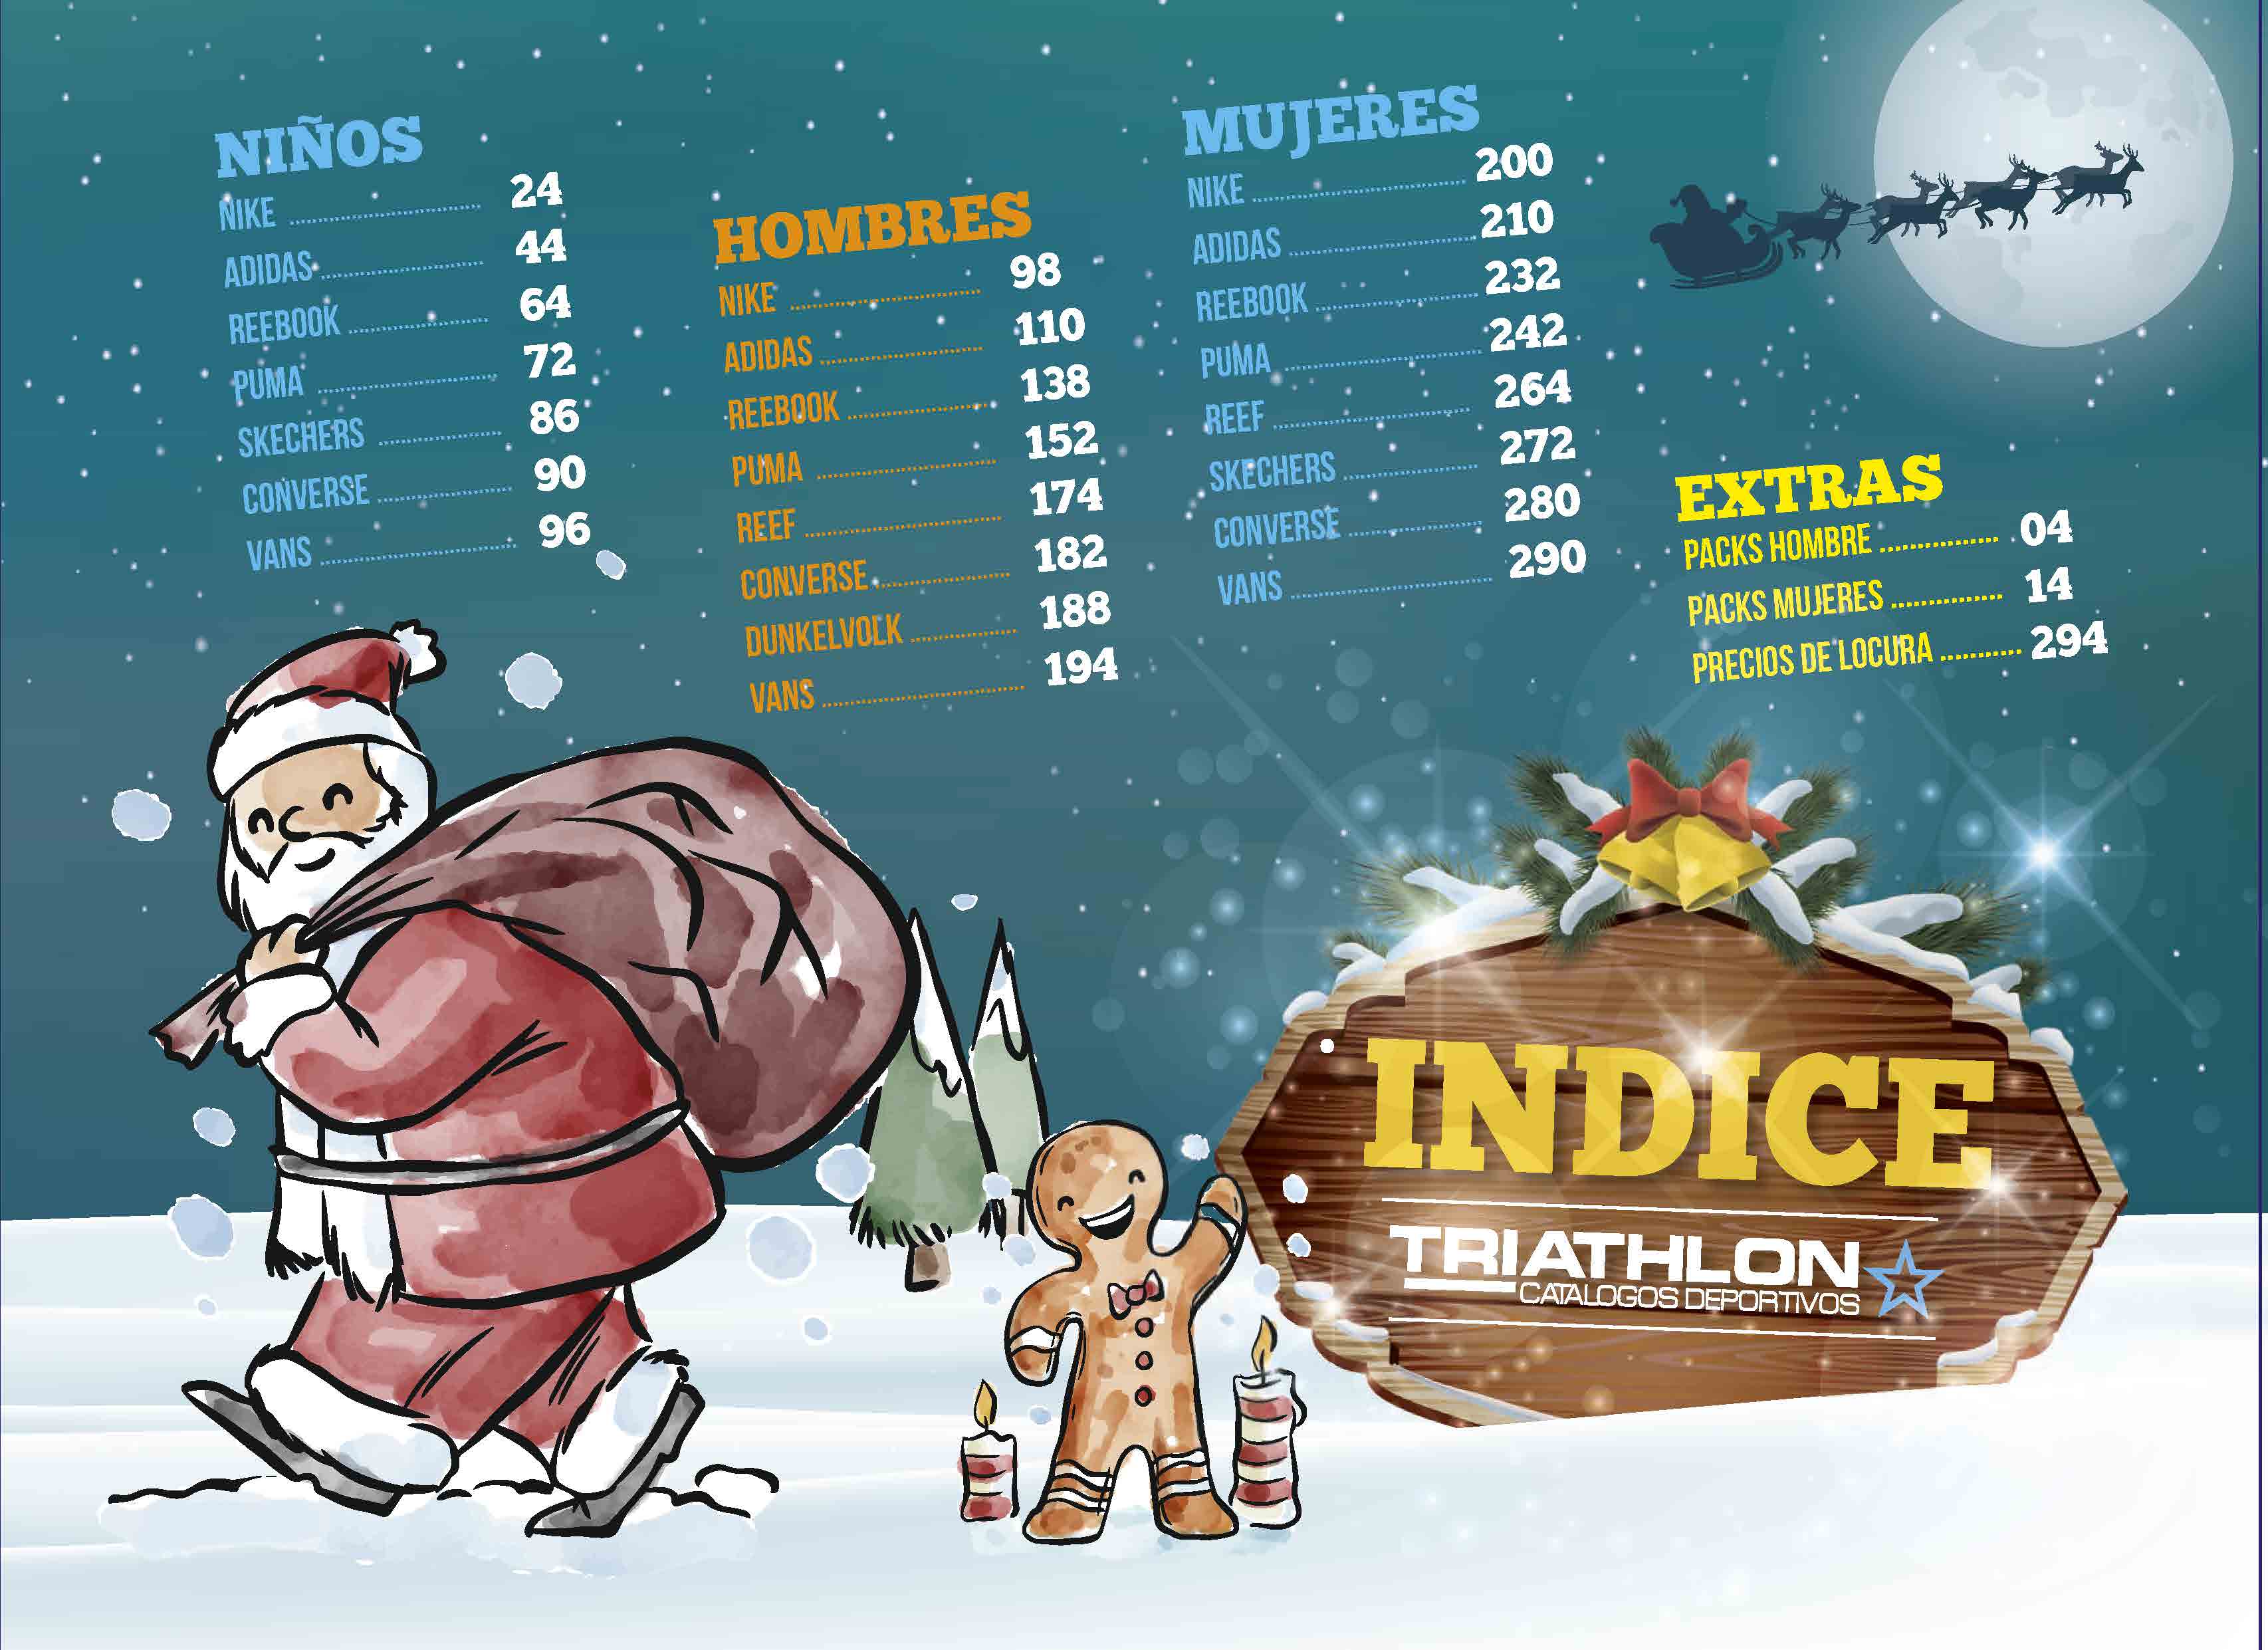 NIÑOS
NIKE 24
ADIDAS 44
REEBOOK 64
PUMA 72
SKECHERS 86
CONVERSE 90
VANS 96
HOMBRES
NIKE 98
ADIDAS 110
REEBOOK 138
PUMA 152
REEF 174
CONVERSE 182
DUNKELVOLK 188
VANS 194
MUJERES
NIKE 200
ADIDAS 210
REEBOOK 232
PUMA 242
REEF 264
SKECHERS 272
CONVERSE 280
VANS 290
EXTRAS
PACKS HOMBRE 04
PACKS MUJERES 14
PRECIOS DE LOCURA 294
INDICE
TRIATHLON
CATALOGOS DEPORTIVOS